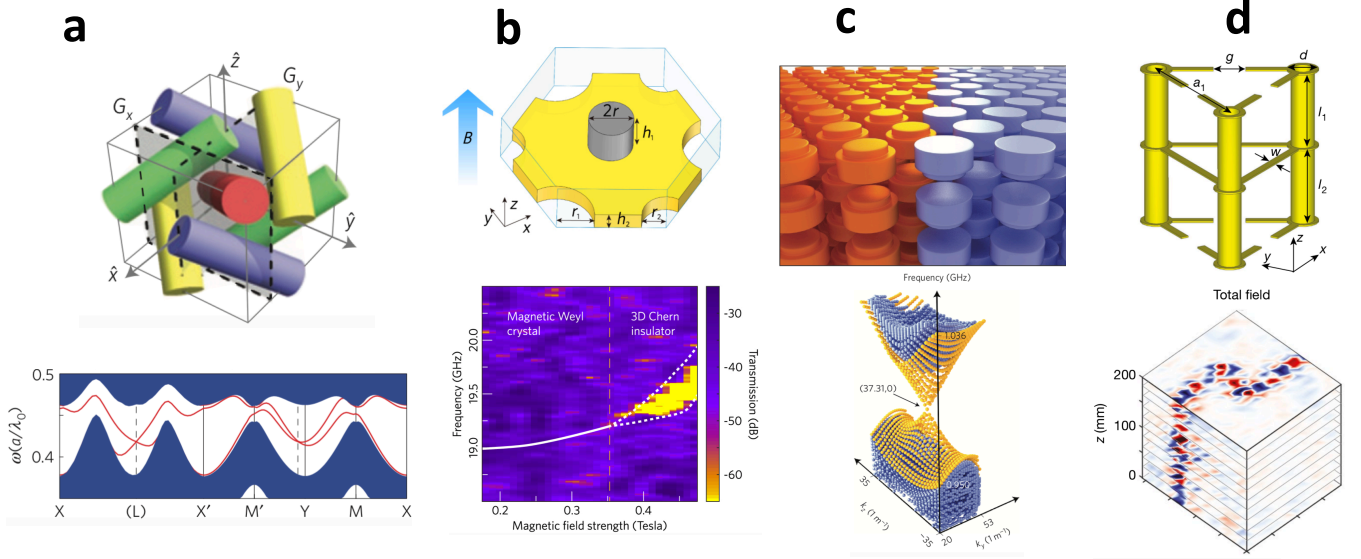 a
ẑ
G_y
G_x
ŷ
x̂
0.5
ω(a/λ₀)
0.4
X (L) X′ M′ Y M X
b
B
2r
h₁
y z x
r₁ h₂ r₂
Magnetic Weyl crystal
3D Chern insulator
20.0
19.5
19.0
Frequency (GHz)
0.2 0.3 0.4
Magnetic field strength (Tesla)
-30
-40
-50
-60
Transmission (dB)
c
Frequency (GHz)
1.036
(37.31,0)
0.950
35
-35
k_z (1 m⁻¹)
20
53
k_y (1 m⁻¹)
d
g
d
a₁
l₁
w
l₂
z
y x
Total field
200
150
100
50
0
z (mm)